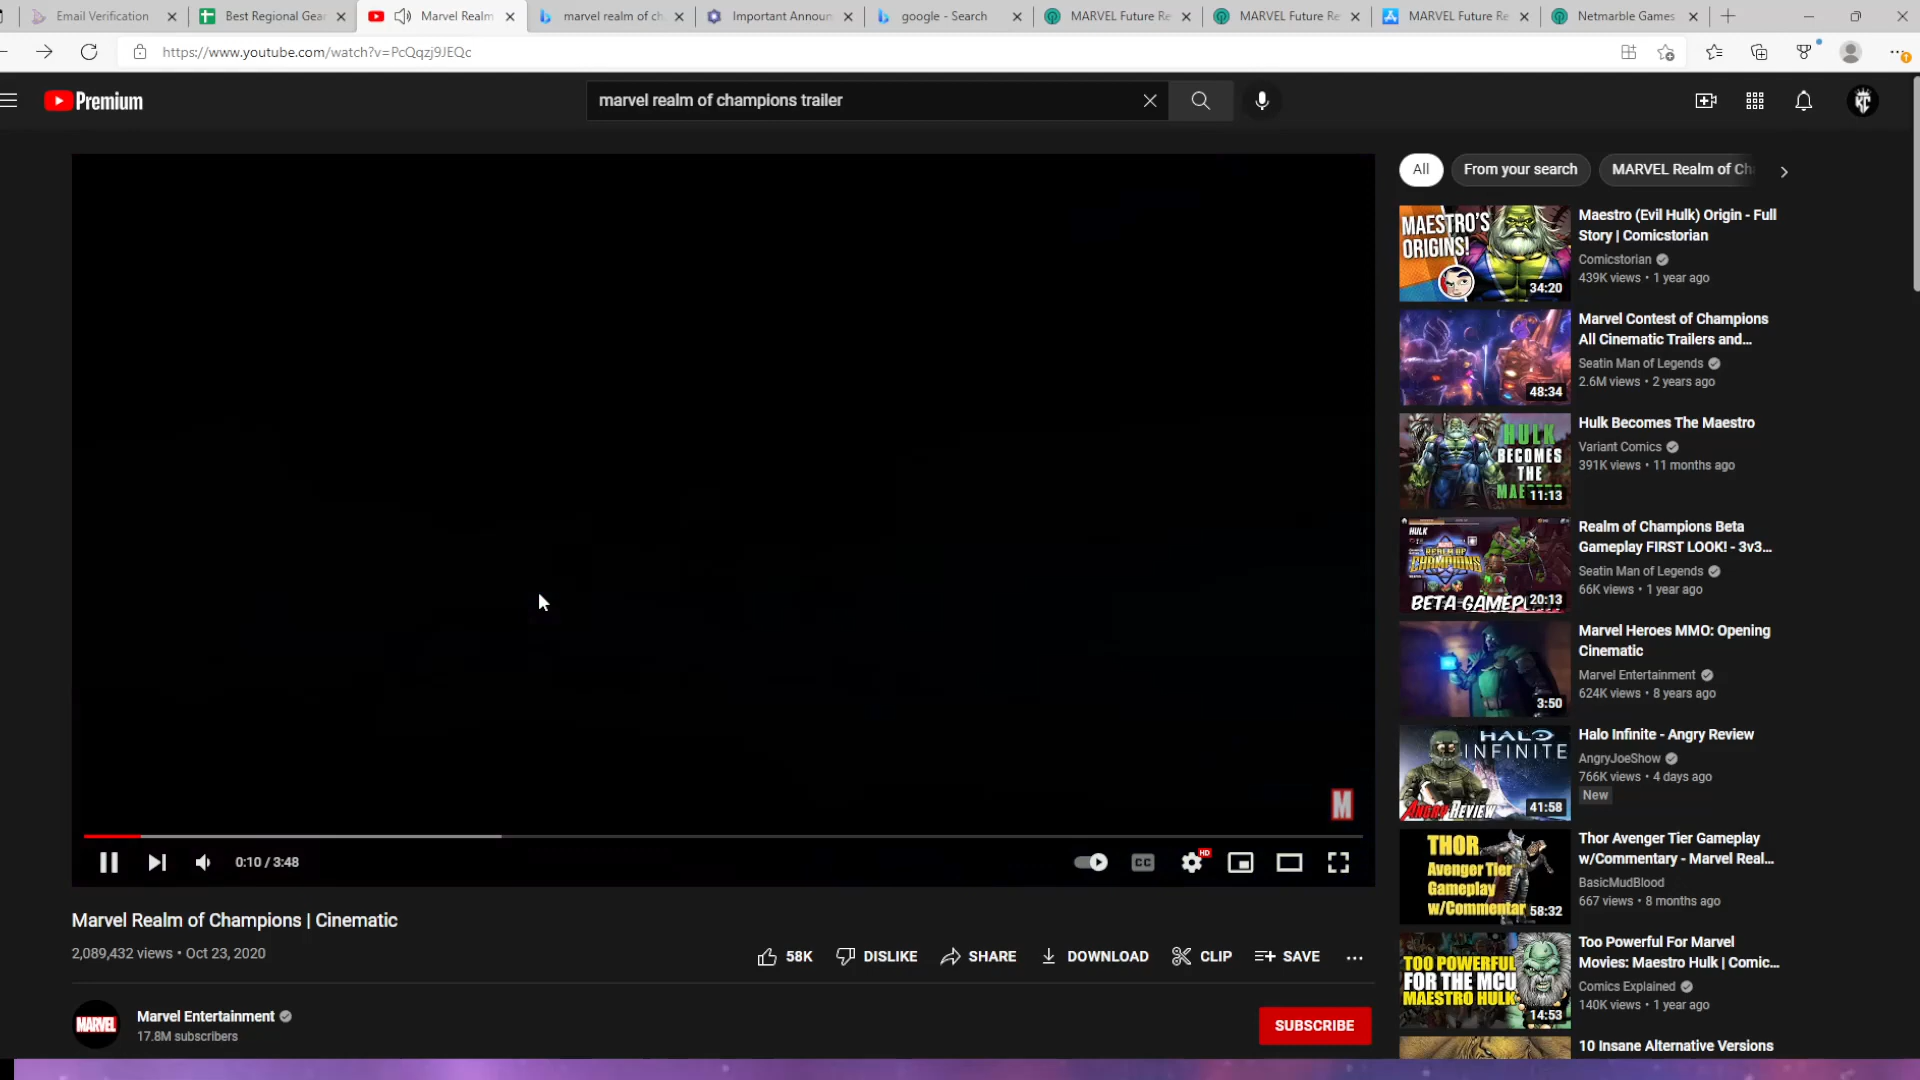 Email Verification
Best Regional Gear
Marvel Realm
marvel realm of ch
Important Announ
google - Search
MARVEL Future Re
MARVEL Future Re
MARVEL Future Re
Netmarble Games
https://www.youtube.com/watch?v=PcQqzj9JEQc
Premium
marvel realm of champions trailer
All
From your search
MARVEL Realm of Ch
M
0:10 / 3:48
CC
HD
Marvel Realm of Champions | Cinematic
2,089,432 views • Oct 23, 2020
58K
DISLIKE
SHARE
DOWNLOAD
CLIP
SAVE
MARVEL
Marvel Entertainment
17.8M subscribers
SUBSCRIBE
MAESTRO'S
ORIGINS!
34:20
Maestro (Evil Hulk) Origin - Full
Story | Comicstorian
Comicstorian
439K views • 1 year ago
48:34
Marvel Contest of Champions
All Cinematic Trailers and...
Seatin Man of Legends
2.6M views • 2 years ago
HULK
BECOMES
THE
MAE
11:13
Hulk Becomes The Maestro
Variant Comics
391K views • 11 months ago
HULK
REALM OF
CHAMPIONS
BETA GAMEPL
20:13
Realm of Champions Beta
Gameplay FIRST LOOK! - 3v3...
Seatin Man of Legends
66K views • 1 year ago
3:50
Marvel Heroes MMO: Opening
Cinematic
Marvel Entertainment
624K views • 8 years ago
HALO
INFINITE
ANGRY REVIEW
41:58
Halo Infinite - Angry Review
AngryJoeShow
766K views • 4 days ago
New
THOR
Avenger Tier
Gameplay
w/Commentar
58:32
Thor Avenger Tier Gameplay
w/Commentary - Marvel Real...
BasicMudBlood
667 views • 8 months ago
TOO POWERFUL
FOR THE MCU
MAESTRO HULK
14:53
Too Powerful For Marvel
Movies: Maestro Hulk | Comic...
Comics Explained
140K views • 1 year ago
10 Insane Alternative Versions